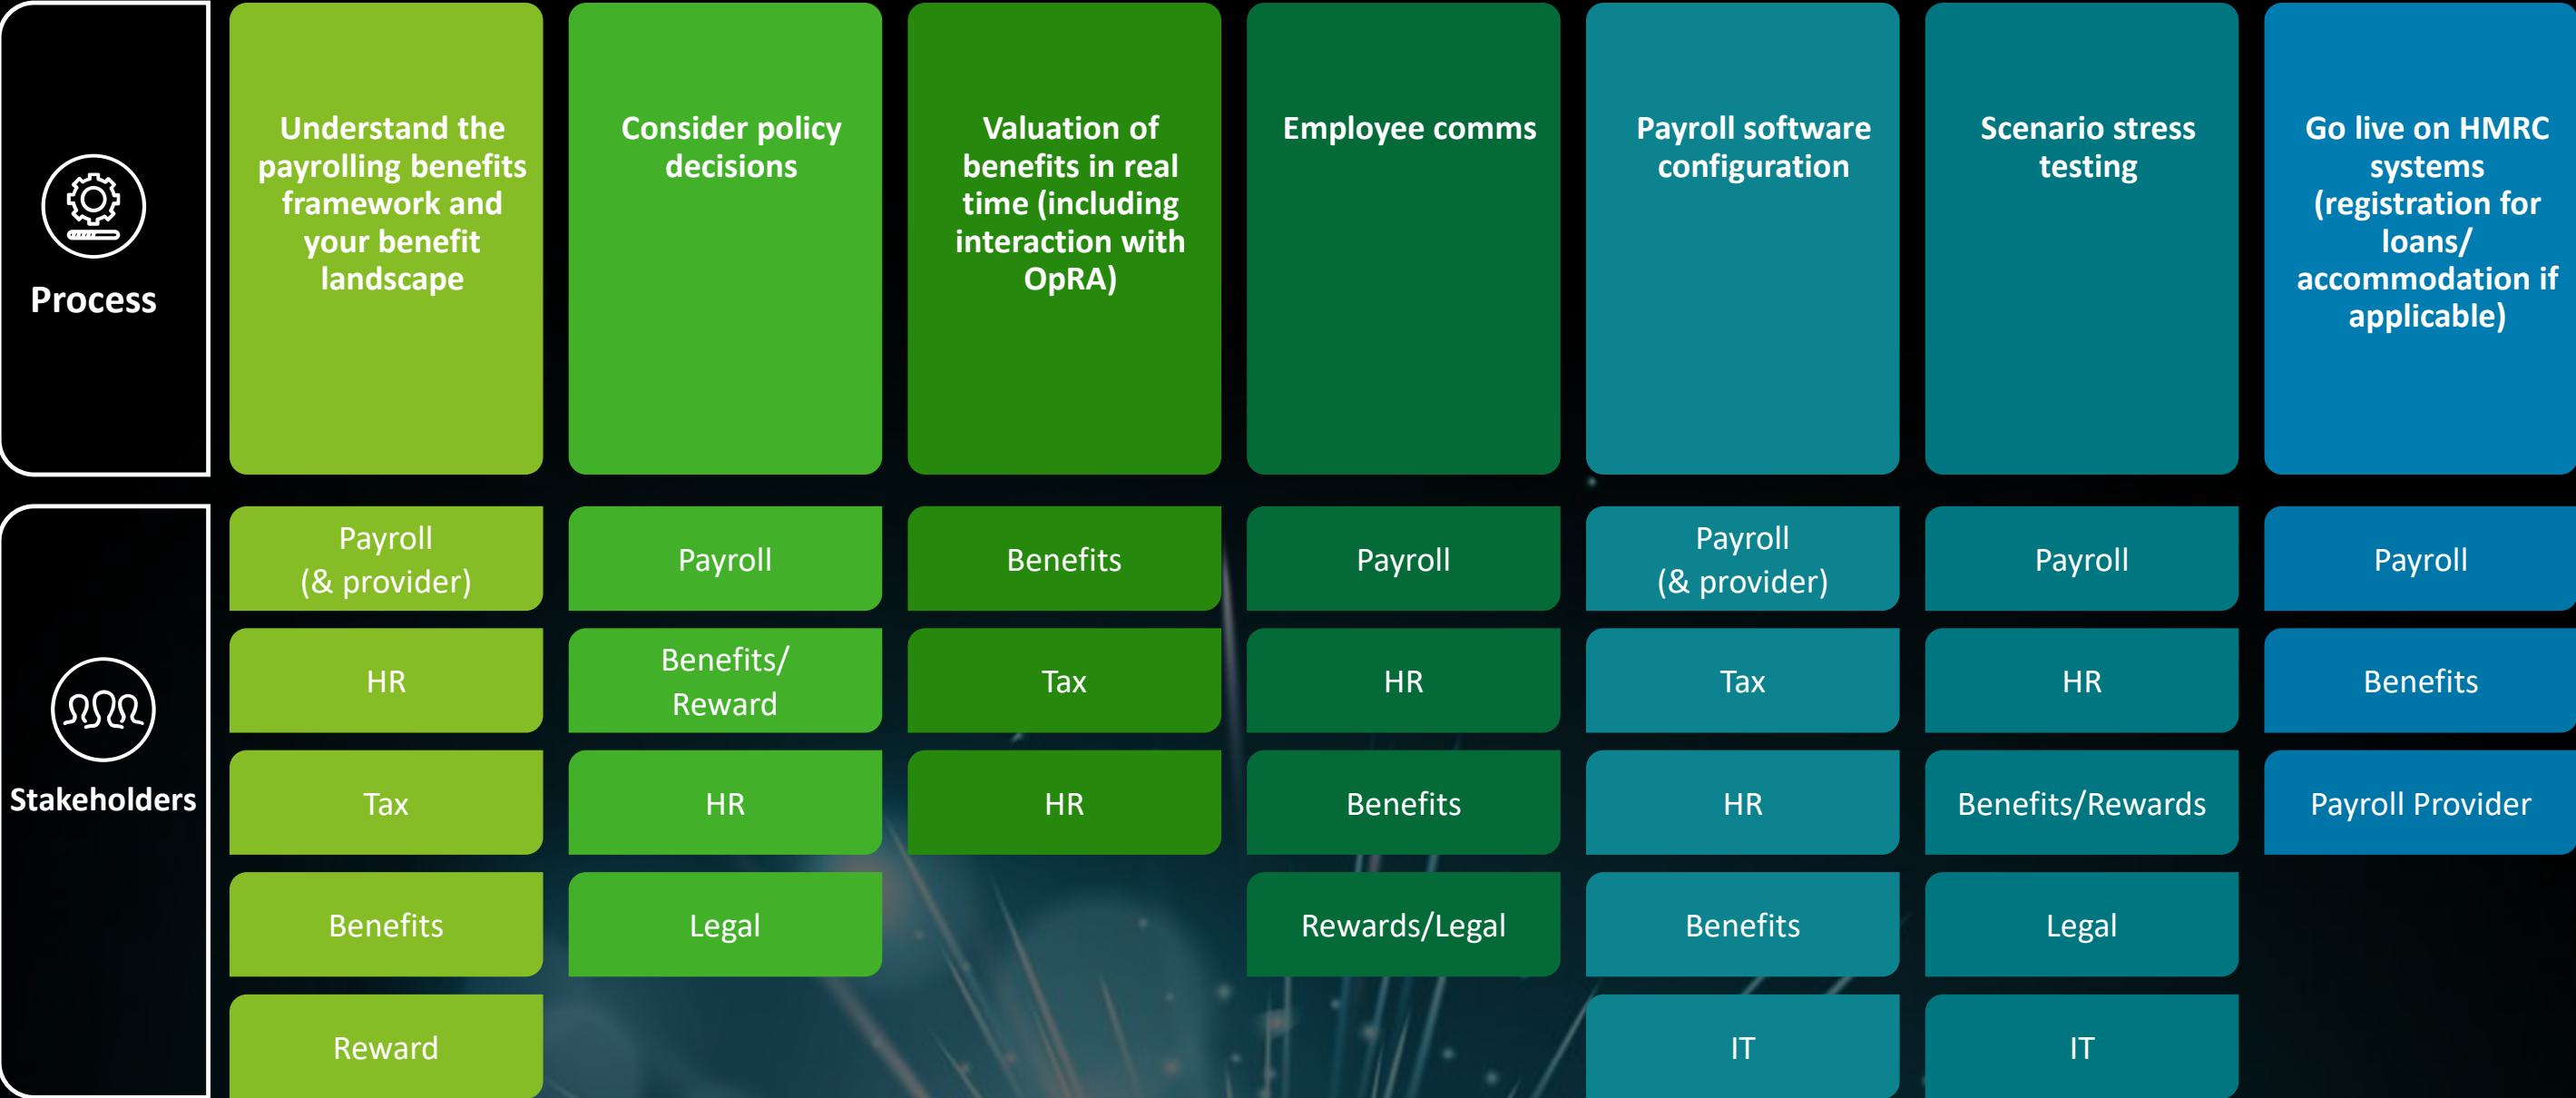 Process
Understand the
payrolling benefits
framework and
your benefit
landscape
Consider policy
decisions
Valuation of
benefits in real
time (including
interaction with
OpRA)
Employee comms
Payroll software
configuration
Scenario stress
testing
Go live on HMRC
systems
(registration for
loans/
accommodation if
applicable)
Stakeholders
Payroll
(& provider)
HR
Tax
Benefits
Reward
Payroll
Benefits/
Reward
HR
Legal
Benefits
Tax
HR
Payroll
HR
Benefits
Rewards/Legal
Payroll
(& provider)
Tax
HR
Benefits
IT
Payroll
HR
Benefits/Rewards
Legal
IT
Payroll
Benefits
Payroll Provider